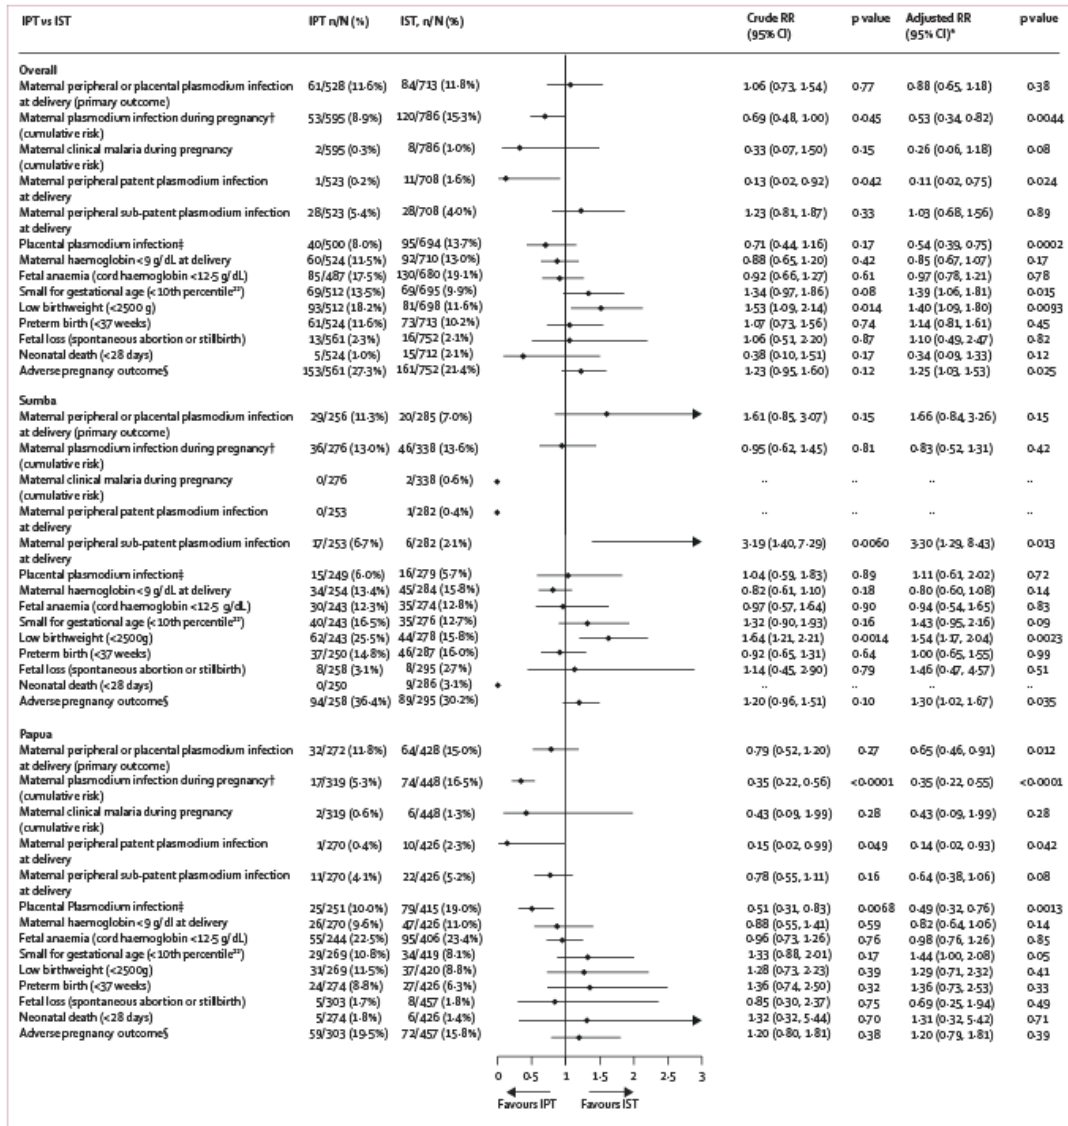 IPT vs IST IPT n/N (%) IST, n/N (%) Crude RR (95% CI) p value Adjusted RR (95% CI)* p value
Overall
Maternal peripheral or placental plasmodium infection 61/528 (11·6%) 84/713 (11·8%) 1·06 (0·73, 1·54) 0·77 0·88 (0·65, 1·18) 0·38
at delivery (primary outcome)
Maternal plasmodium infection during pregnancy† 53/595 (8·9%) 120/786 (15·3%) 0·69 (0·48, 1·00) 0·045 0·53 (0·34, 0·82) 0·0044
(cumulative risk)
Maternal clinical malaria during pregnancy 2/595 (0·3%) 8/786 (1·0%) 0·33 (0·07, 1·50) 0·15 0·26 (0·06, 1·18) 0·08
(cumulative risk)
Maternal peripheral patent plasmodium infection 1/523 (0·2%) 11/708 (1·6%) 0·13 (0·02, 0·92) 0·042 0·11 (0·02, 0·75) 0·024
at delivery
Maternal peripheral sub-patent plasmodium infection 28/523 (5·4%) 28/708 (4·0%) 1·23 (0·81, 1·87) 0·33 1·03 (0·68, 1·56) 0·89
at delivery
Placental plasmodium infection‡ 40/500 (8·0%) 95/694 (13·7%) 0·71 (0·44, 1·16) 0·17 0·54 (0·39, 0·75) 0·0002
Maternal haemoglobin <9 g/dL at delivery 60/524 (11·5%) 92/710 (13·0%) 0·88 (0·65, 1·20) 0·42 0·85 (0·67, 1·07) 0·17
Fetal anaemia (cord haemoglobin <12·5 g/dL) 85/487 (17·5%) 130/680 (19·1%) 0·92 (0·66, 1·27) 0·61 0·97 (0·78, 1·21) 0·78
Small for gestational age (<10th percentile²²) 69/512 (13·5%) 69/695 (9·9%) 1·34 (0·97, 1·86) 0·08 1·39 (1·06, 1·81) 0·015
Low birthweight (<2500 g) 93/512 (18·2%) 81/698 (11·6%) 1·53 (1·09, 2·14) 0·014 1·40 (1·09, 1·80) 0·0093
Preterm birth (<37 weeks) 61/524 (11·6%) 73/713 (10·2%) 1·07 (0·73, 1·56) 0·74 1·14 (0·81, 1·61) 0·45
Fetal loss (spontaneous abortion or stillbirth) 13/561 (2·3%) 16/752 (2·1%) 1·06 (0·51, 2·20) 0·87 1·10 (0·49, 2·47) 0·82
Neonatal death (<28 days) 5/524 (1·0%) 15/712 (2·1%) 0·38 (0·10, 1·51) 0·17 0·34 (0·09, 1·33) 0·12
Adverse pregnancy outcome§ 153/561 (27·3%) 161/752 (21·4%) 1·23 (0·95, 1·60) 0·12 1·25 (1·03, 1·53) 0·025
Sumba
Maternal peripheral or placental plasmodium infection 29/256 (11·3%) 20/285 (7·0%) 1·61 (0·85, 3·07) 0·15 1·66 (0·84, 3·26) 0·15
at delivery (primary outcome)
Maternal plasmodium infection during pregnancy† 36/276 (13·0%) 46/338 (13·6%) 0·95 (0·62, 1·45) 0·81 0·83 (0·52, 1·31) 0·42
(cumulative risk)
Maternal clinical malaria during pregnancy 0/276 2/338 (0·6%) ·· ·· ·· ··
(cumulative risk)
Maternal peripheral patent plasmodium infection 0/253 1/282 (0·4%) ·· ·· ·· ··
at delivery
Maternal peripheral sub-patent plasmodium infection 17/253 (6·7%) 6/282 (2·1%) 3·19 (1·40, 7·29) 0·0060 3·30 (1·29, 8·43) 0·013
at delivery
Placental plasmodium infection‡ 15/249 (6·0%) 16/279 (5·7%) 1·04 (0·59, 1·83) 0·89 1·11 (0·61, 2·02) 0·72
Maternal haemoglobin <9 g/dL at delivery 34/254 (13·4%) 45/284 (15·8%) 0·82 (0·61, 1·10) 0·18 0·80 (0·60, 1·08) 0·14
Fetal anaemia (cord haemoglobin <12·5 g/dL) 30/243 (12·3%) 35/274 (12·8%) 0·97 (0·57, 1·64) 0·90 0·94 (0·54, 1·65) 0·83
Small for gestational age (<10th percentile²²) 40/243 (16·5%) 35/276 (12·7%) 1·32 (0·90, 1·93) 0·16 1·43 (0·95, 2·16) 0·09
Low birthweight (<2500g) 62/243 (25·5%) 44/278 (15·8%) 1·64 (1·21, 2·21) 0·0014 1·54 (1·17, 2·04) 0·0023
Preterm birth (<37 weeks) 37/250 (14·8%) 46/287 (16·0%) 0·92 (0·65, 1·31) 0·64 1·00 (0·65, 1·55) 0·99
Fetal loss (spontaneous abortion or stillbirth) 8/258 (3·1%) 8/295 (2·7%) 1·14 (0·45, 2·90) 0·79 1·46 (0·47, 4·57) 0·51
Neonatal death (<28 days) 0/250 9/286 (3·1%) ·· ·· ·· ··
Adverse pregnancy outcome§ 94/258 (36·4%) 89/295 (30·2%) 1·20 (0·96, 1·51) 0·10 1·30 (1·02, 1·67) 0·035
Papua
Maternal peripheral or placental plasmodium infection 32/272 (11·8%) 64/428 (15·0%) 0·79 (0·52, 1·20) 0·27 0·65 (0·46, 0·91) 0·012
at delivery (primary outcome)
Maternal plasmodium infection during pregnancy† 17/319 (5·3%) 74/448 (16·5%) 0·35 (0·22, 0·56) <0·0001 0·35 (0·22, 0·55) <0·0001
(cumulative risk)
Maternal clinical malaria during pregnancy 2/319 (0·6%) 6/448 (1·3%) 0·43 (0·09, 1·99) 0·28 0·43 (0·09, 1·99) 0·28
(cumulative risk)
Maternal peripheral patent plasmodium infection 1/270 (0·4%) 10/426 (2·3%) 0·15 (0·02, 0·99) 0·049 0·14 (0·02, 0·93) 0·042
at delivery
Maternal peripheral sub-patent plasmodium infection 11/270 (4·1%) 22/426 (5·2%) 0·78 (0·55, 1·11) 0·16 0·64 (0·38, 1·06) 0·08
at delivery
Placental Plasmodium infection‡ 25/251 (10·0%) 79/415 (19·0%) 0·51 (0·31, 0·83) 0·0068 0·49 (0·32, 0·76) 0·0013
Maternal haemoglobin <9 g/dl at delivery 26/270 (9·6%) 47/426 (11·0%) 0·88 (0·55, 1·41) 0·59 0·82 (0·64, 1·06) 0·14
Fetal anaemia (cord haemoglobin <12·5 g/dL) 55/244 (22·5%) 95/406 (23·4%) 0·96 (0·73, 1·26) 0·76 0·98 (0·76, 1·26) 0·85
Small for gestational age (<10th percentile²²) 29/269 (10·8%) 34/419 (8·1%) 1·33 (0·88, 2·01) 0·17 1·44 (1·00, 2·08) 0·05
Low birthweight (<2500g) 31/269 (11·5%) 37/420 (8·8%) 1·28 (0·73, 2·23) 0·39 1·29 (0·71, 2·32) 0·41
Preterm birth (<37 weeks) 24/274 (8·8%) 27/426 (6·3%) 1·36 (0·74, 2·50) 0·32 1·36 (0·73, 2·53) 0·33
Fetal loss (spontaneous abortion or stillbirth) 5/303 (1·7%) 8/457 (1·8%) 0·85 (0·30, 2·37) 0·75 0·69 (0·25, 1·94) 0·49
Neonatal death (<28 days) 5/274 (1·8%) 6/426 (1·4%) 1·32 (0·32, 5·44) 0·70 1·31 (0·32, 5·42) 0·71
Adverse pregnancy outcome§ 59/303 (19·5%) 72/457 (15·8%) 1·20 (0·80, 1·81) 0·38 1·20 (0·79, 1·81) 0·39
0 0·5 1 1·5 2 2·5 3
Favours IPT Favours IST